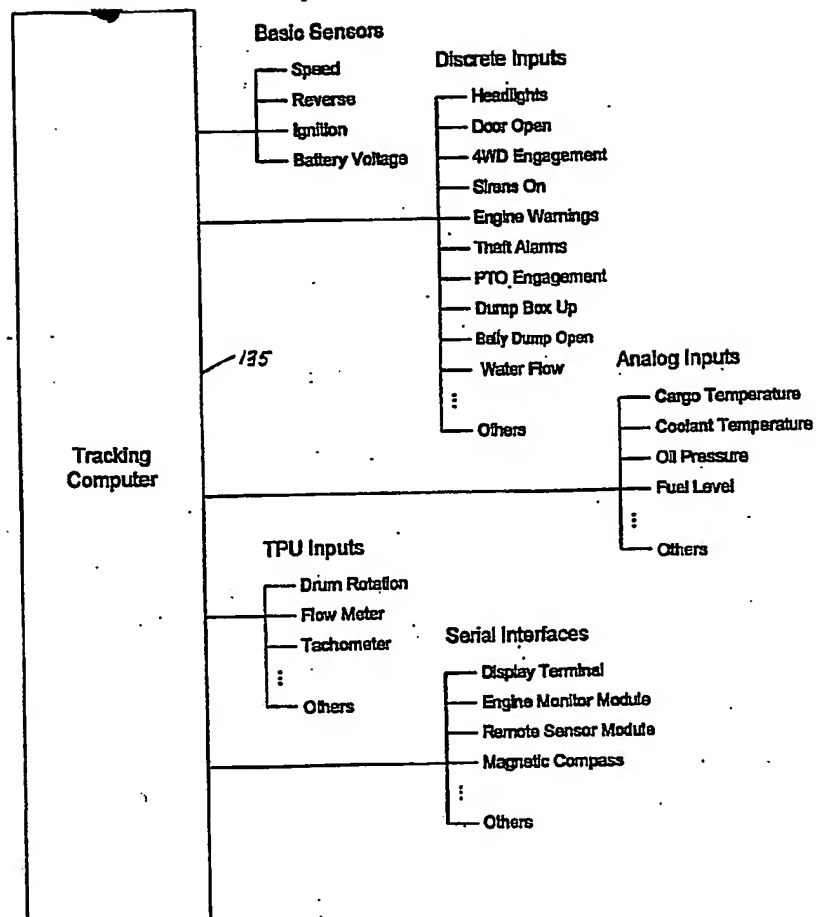 Basic Sensors
Speed
Reverse
Ignition
Battery Voltage
Discrete Inputs
Headlights
Door Open
4WD Engagement
Sirens On
Engine Warnings
Theft Alarms
PTO Engagement
Dump Box Up
Belly Dump Open
Water Flow
⋮
Others
135
Tracking
Computer
Analog Inputs
Cargo Temperature
Coolant Temperature
Oil Pressure
Fuel Level
⋮
Others
TPU Inputs
Drum Rotation
Flow Meter
Tachometer
⋮
Others
Serial Interfaces
Display Terminal
Engine Monitor Module
Remote Sensor Module
Magnetic Compass
⋮
Others